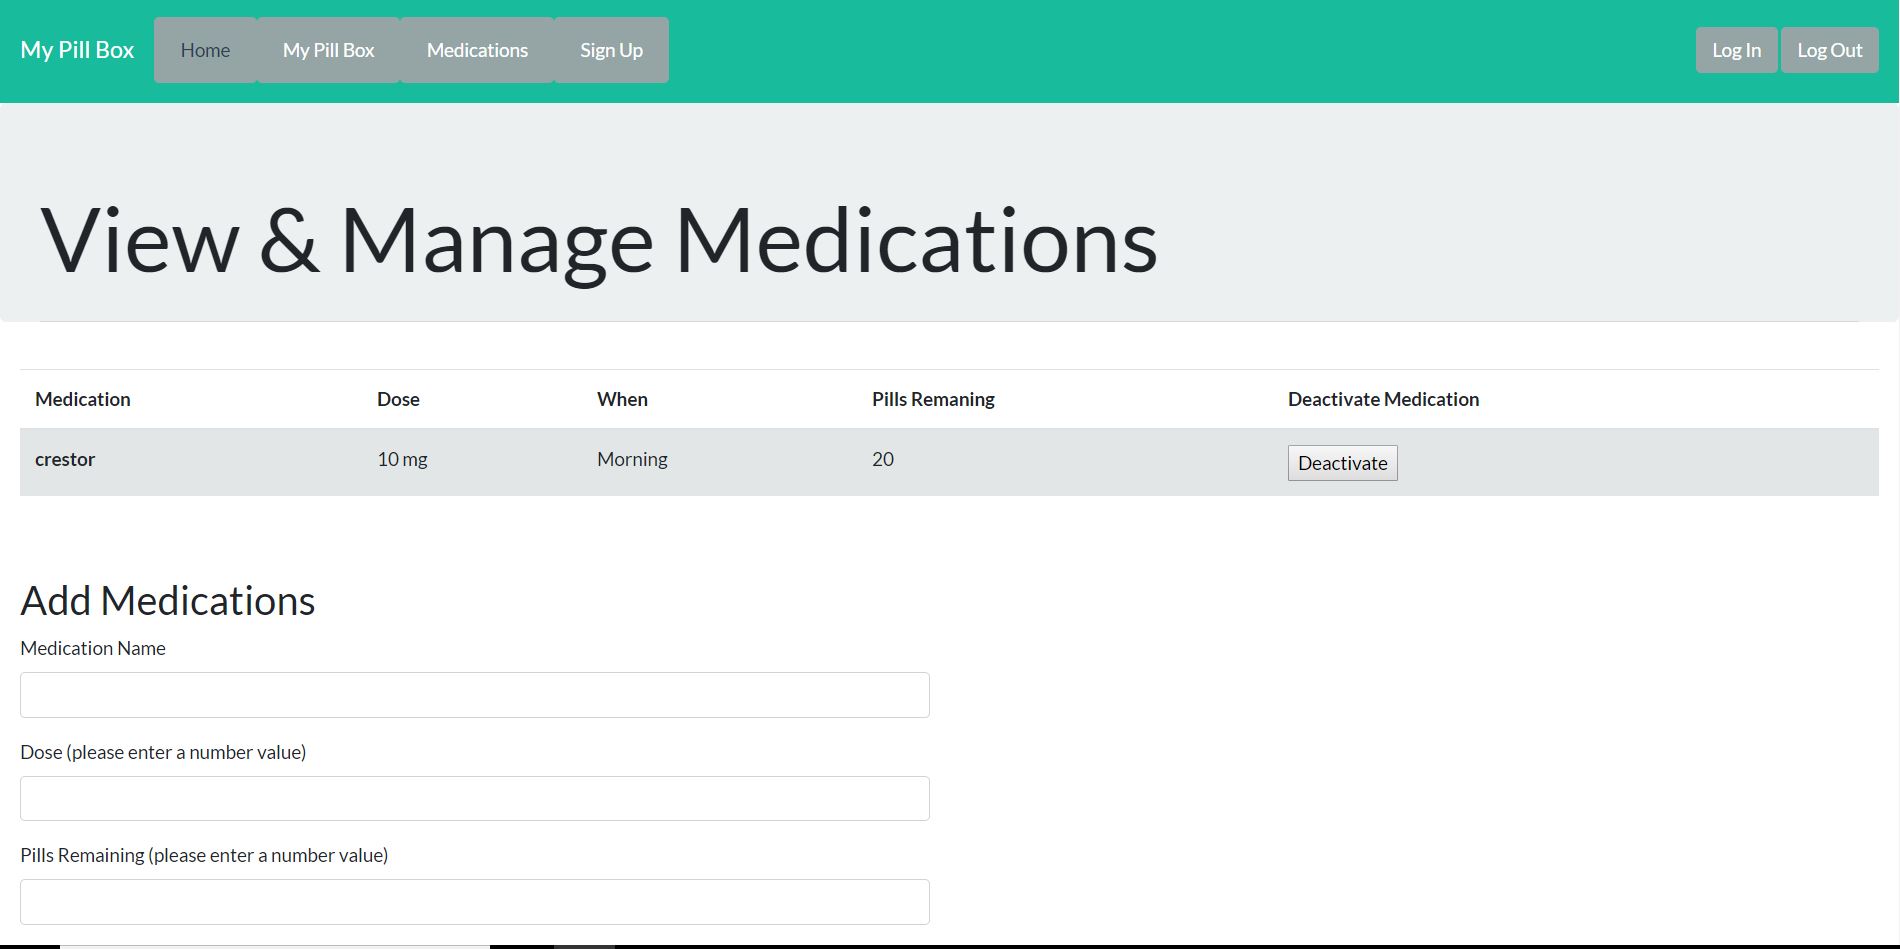 My Pill Box Home My Pill Box Medications Sign Up Log In Log Out
View & Manage Medications
Medication Dose When Pills Remaning Deactivate Medication
crestor 10 mg Morning 20 Deactivate
Add Medications
Medication Name
Dose (please enter a number value)
Pills Remaining (please enter a number value)